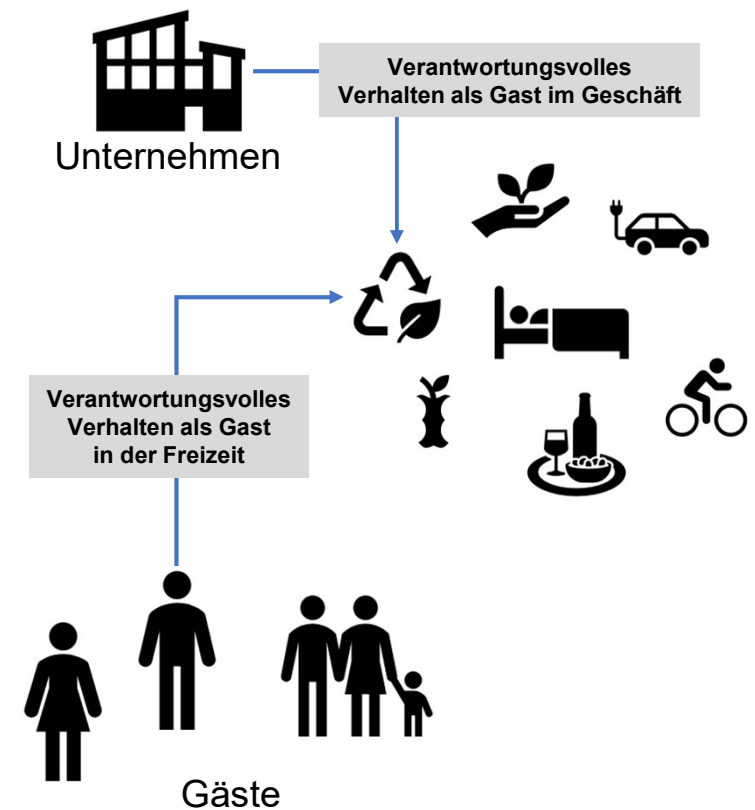 Verantwortungsvolles
Verhalten als Gast im Geschäft
Unternehmen
Verantwortungsvolles
Verhalten als Gast
in der Freizeit
Gäste